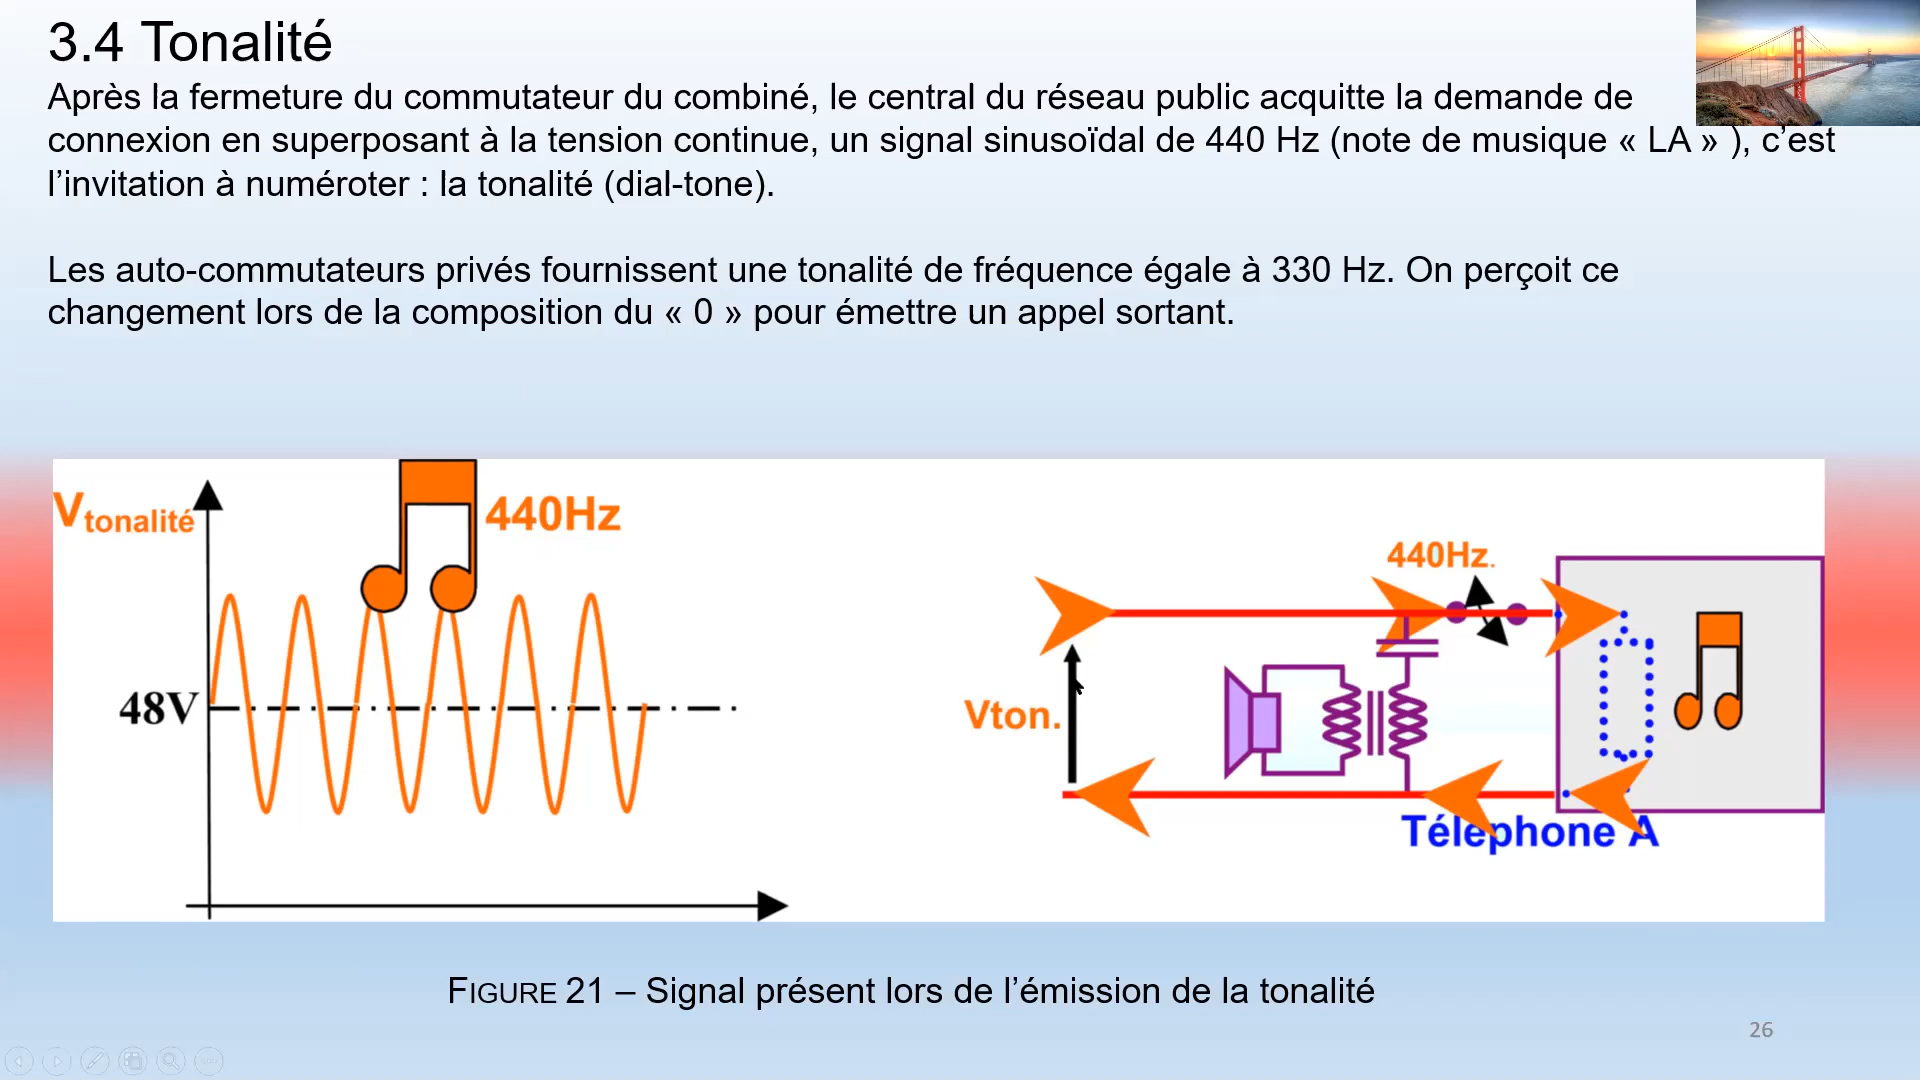 3.4 Tonalité
Après la fermeture du commutateur du combiné, le central du réseau public acquitte la demande de
connexion en superposant à la tension continue, un signal sinusoïdal de 440 Hz (note de musique « LA » ), c’est
l’invitation à numéroter : la tonalité (dial-tone).
Les auto-commutateurs privés fournissent une tonalité de fréquence égale à 330 Hz. On perçoit ce
changement lors de la composition du « 0 » pour émettre un appel sortant.
Vtonalité
440Hz
48V
440Hz.
Vton.
Téléphone A
FIGURE 21 – Signal présent lors de l’émission de la tonalité
26